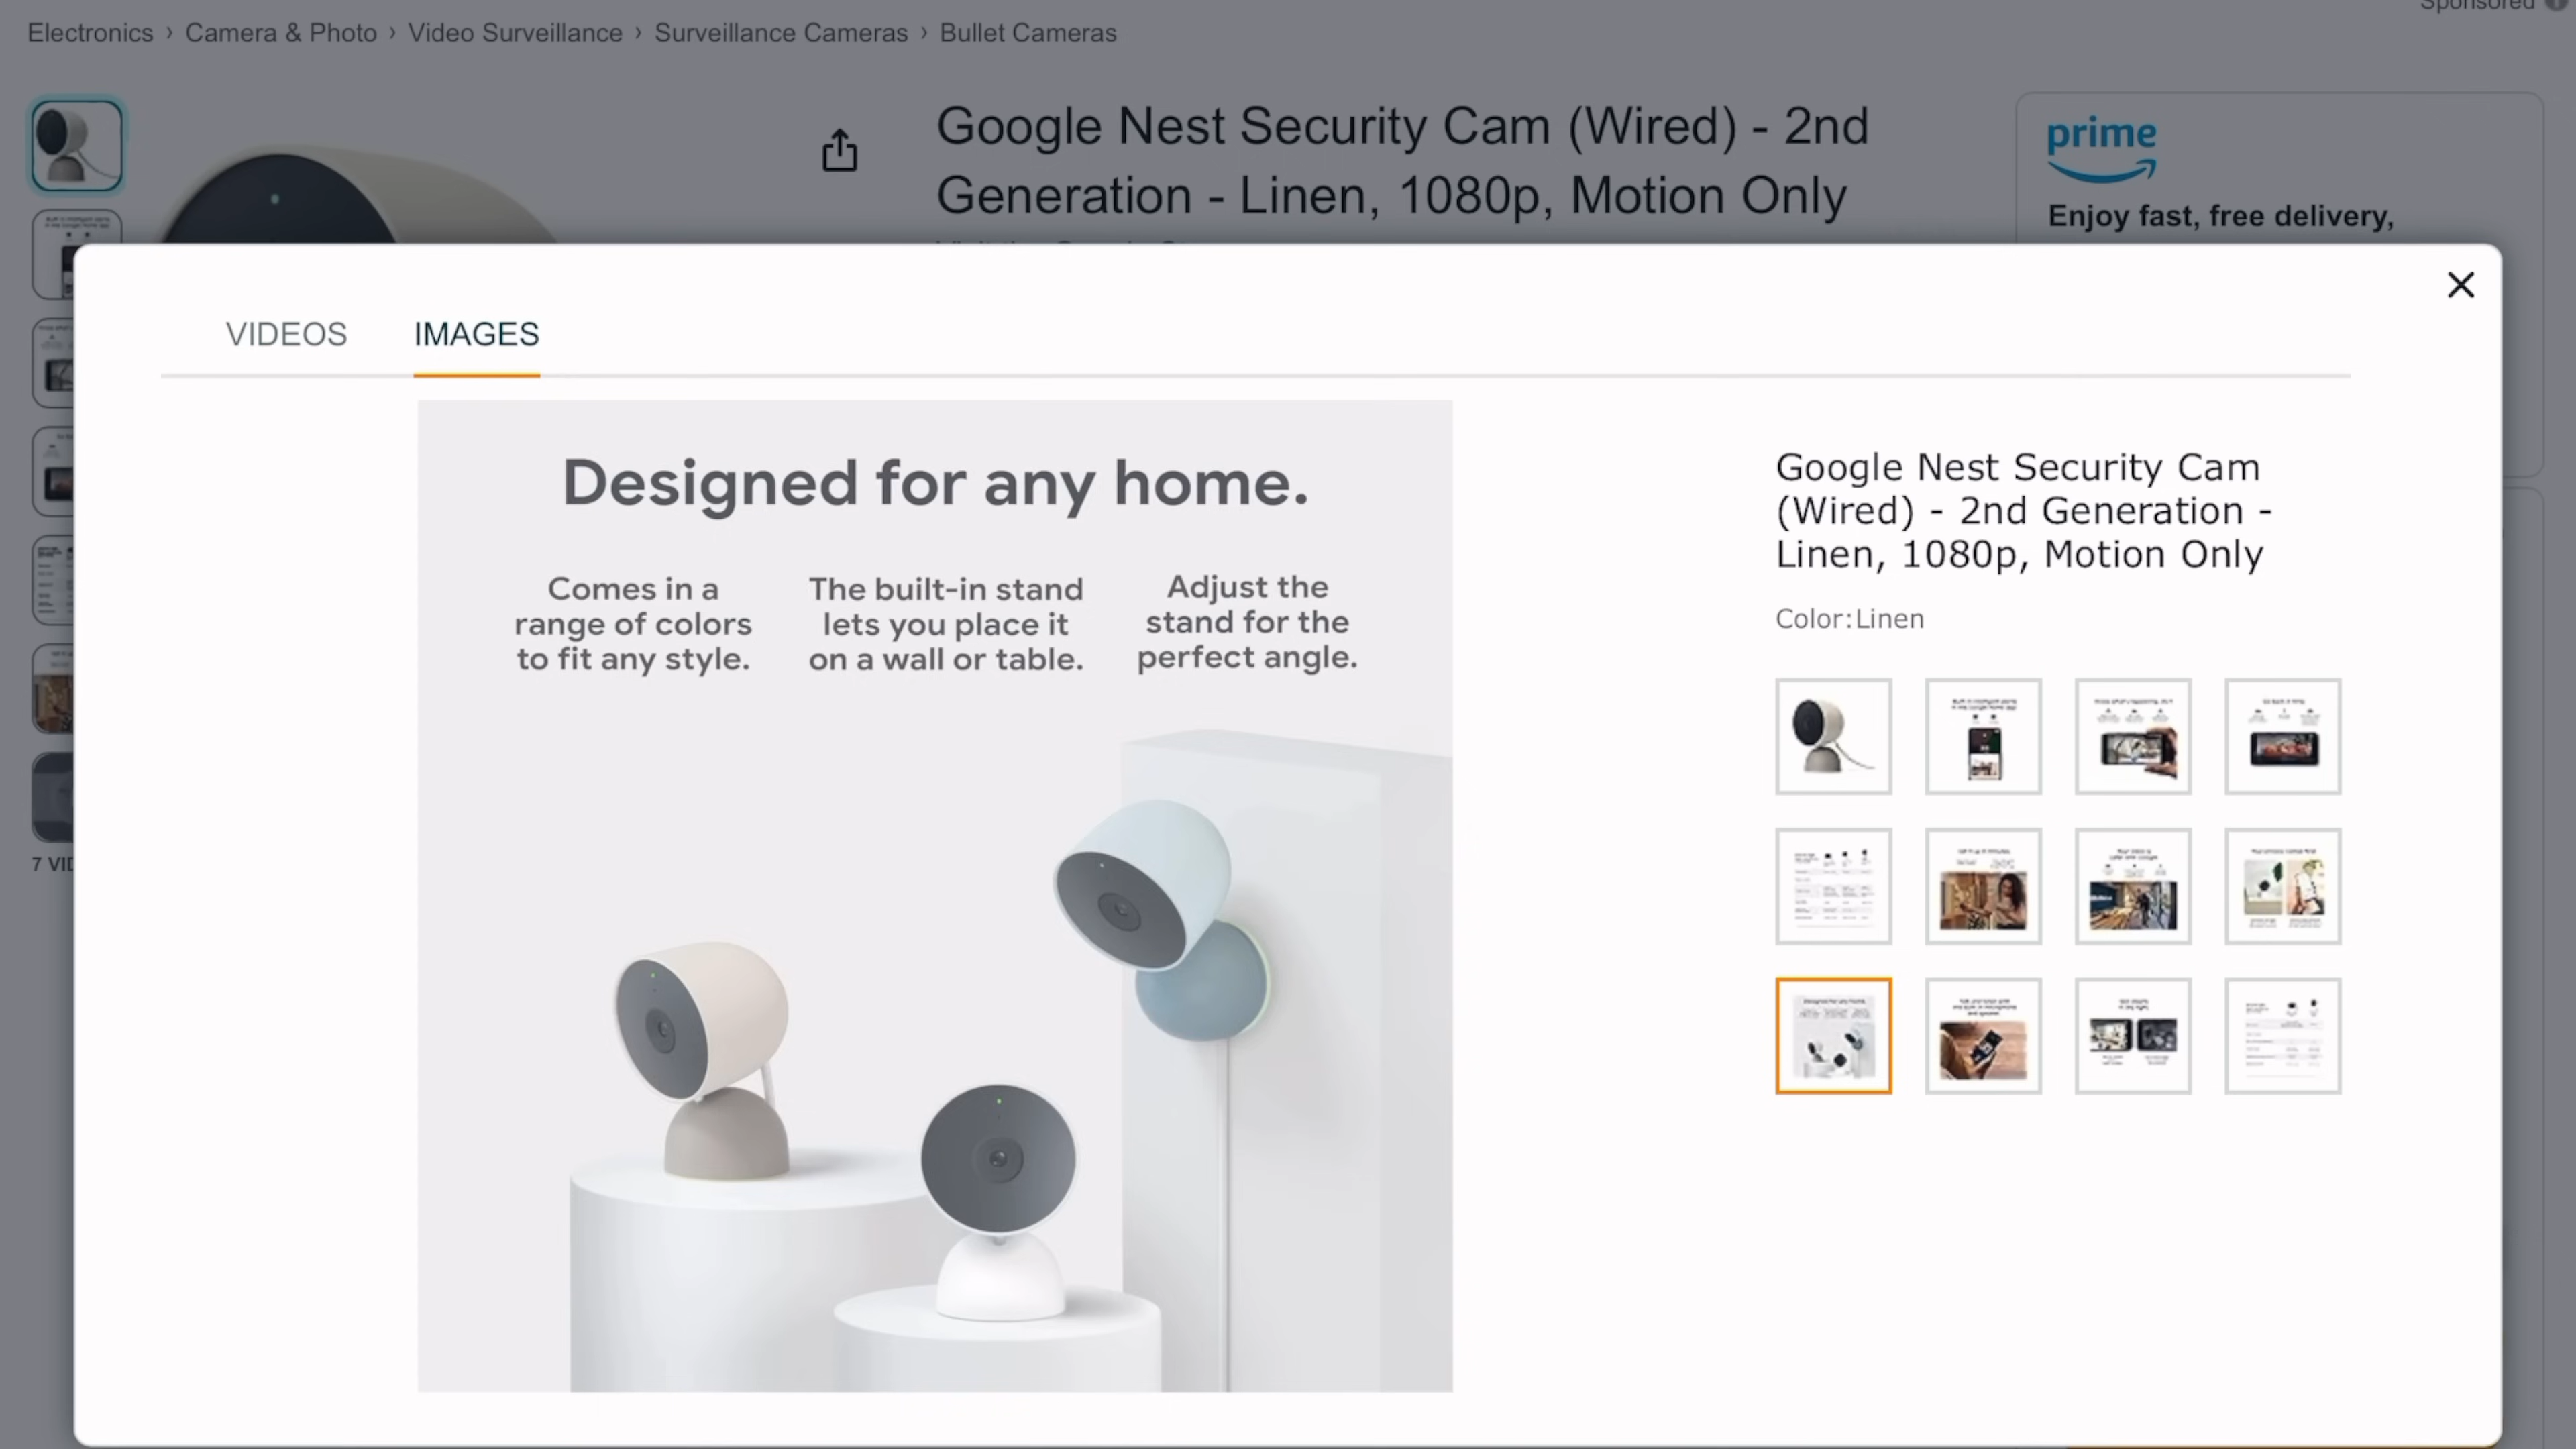 Sponsored
Electronics › Camera & Photo › Video Surveillance › Surveillance Cameras › Bullet Cameras
Google Nest Security Cam (Wired) - 2nd
Generation - Linen, 1080p, Motion Only
prime
Enjoy fast, free delivery,
VIDEOS
IMAGES
Designed for any home.
Comes in a
range of colors
to fit any style.
The built-in stand
lets you place it
on a wall or table.
Adjust the
stand for the
perfect angle.
Google Nest Security Cam
(Wired) - 2nd Generation -
Linen, 1080p, Motion Only
Color:Linen
7